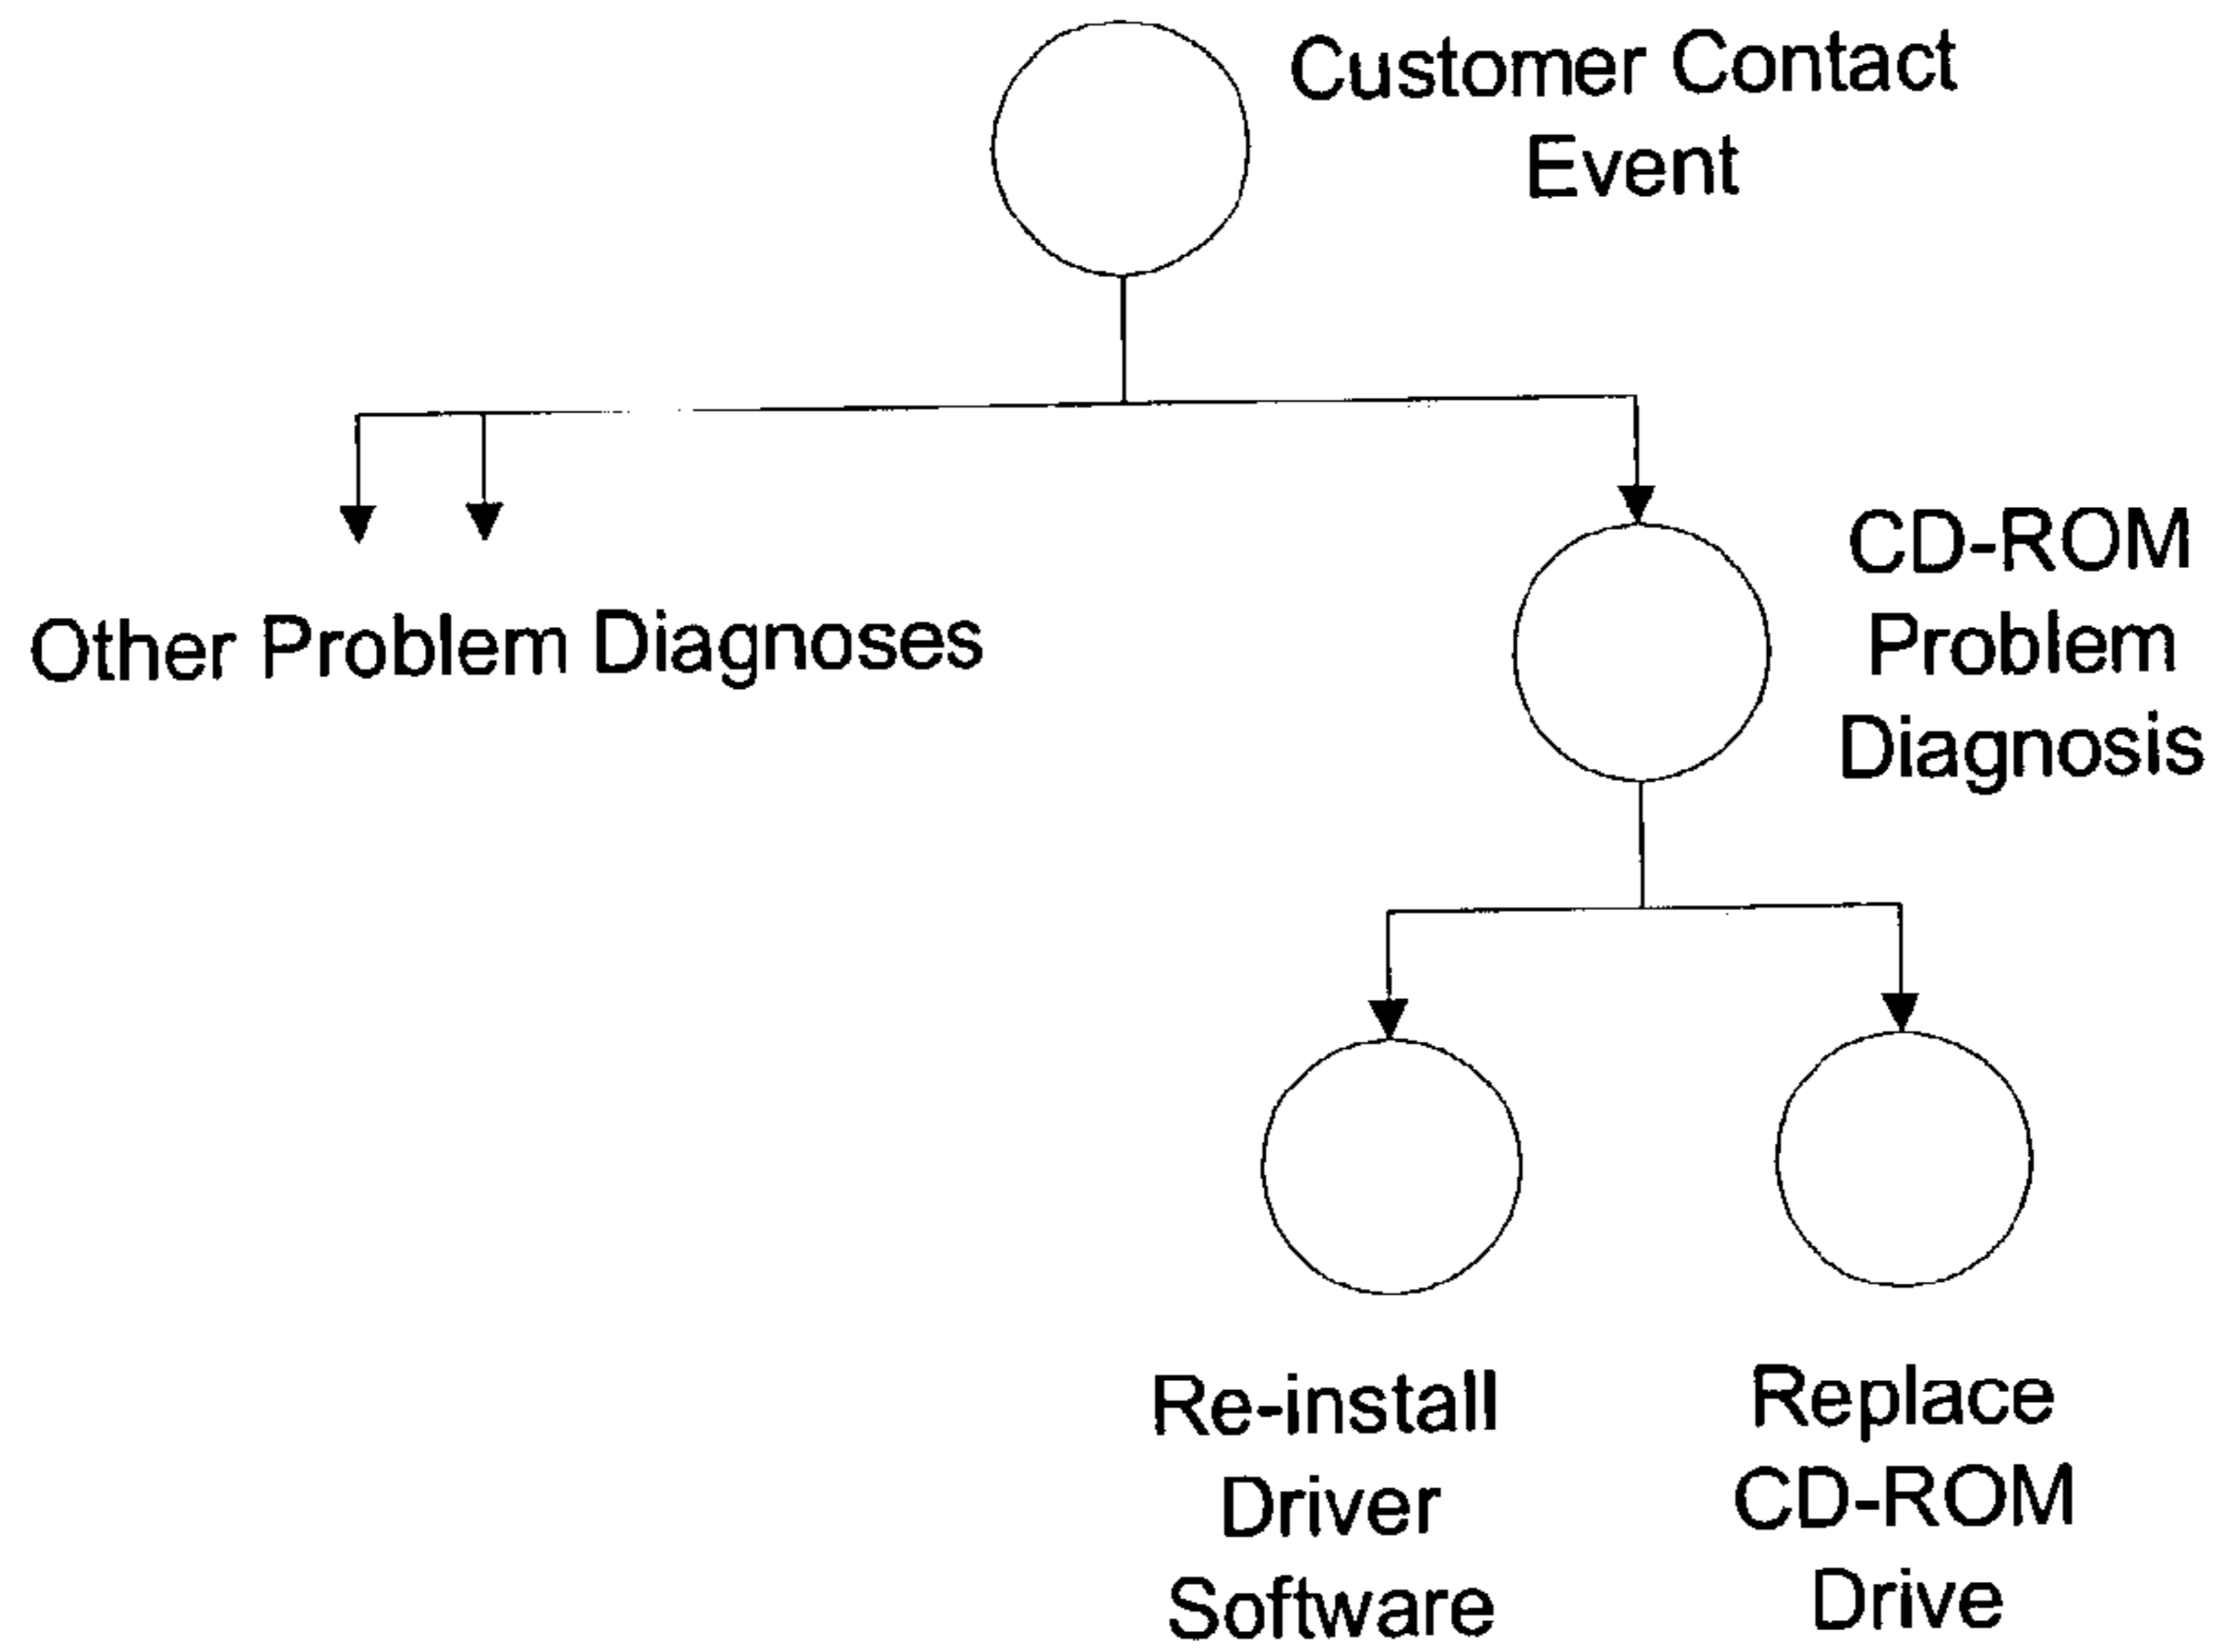 Customer Contact
Event
Other Problem Diagnoses
CD-ROM
Problem
Diagnosis
Re-install
Driver
Software
Replace
CD-ROM
Drive